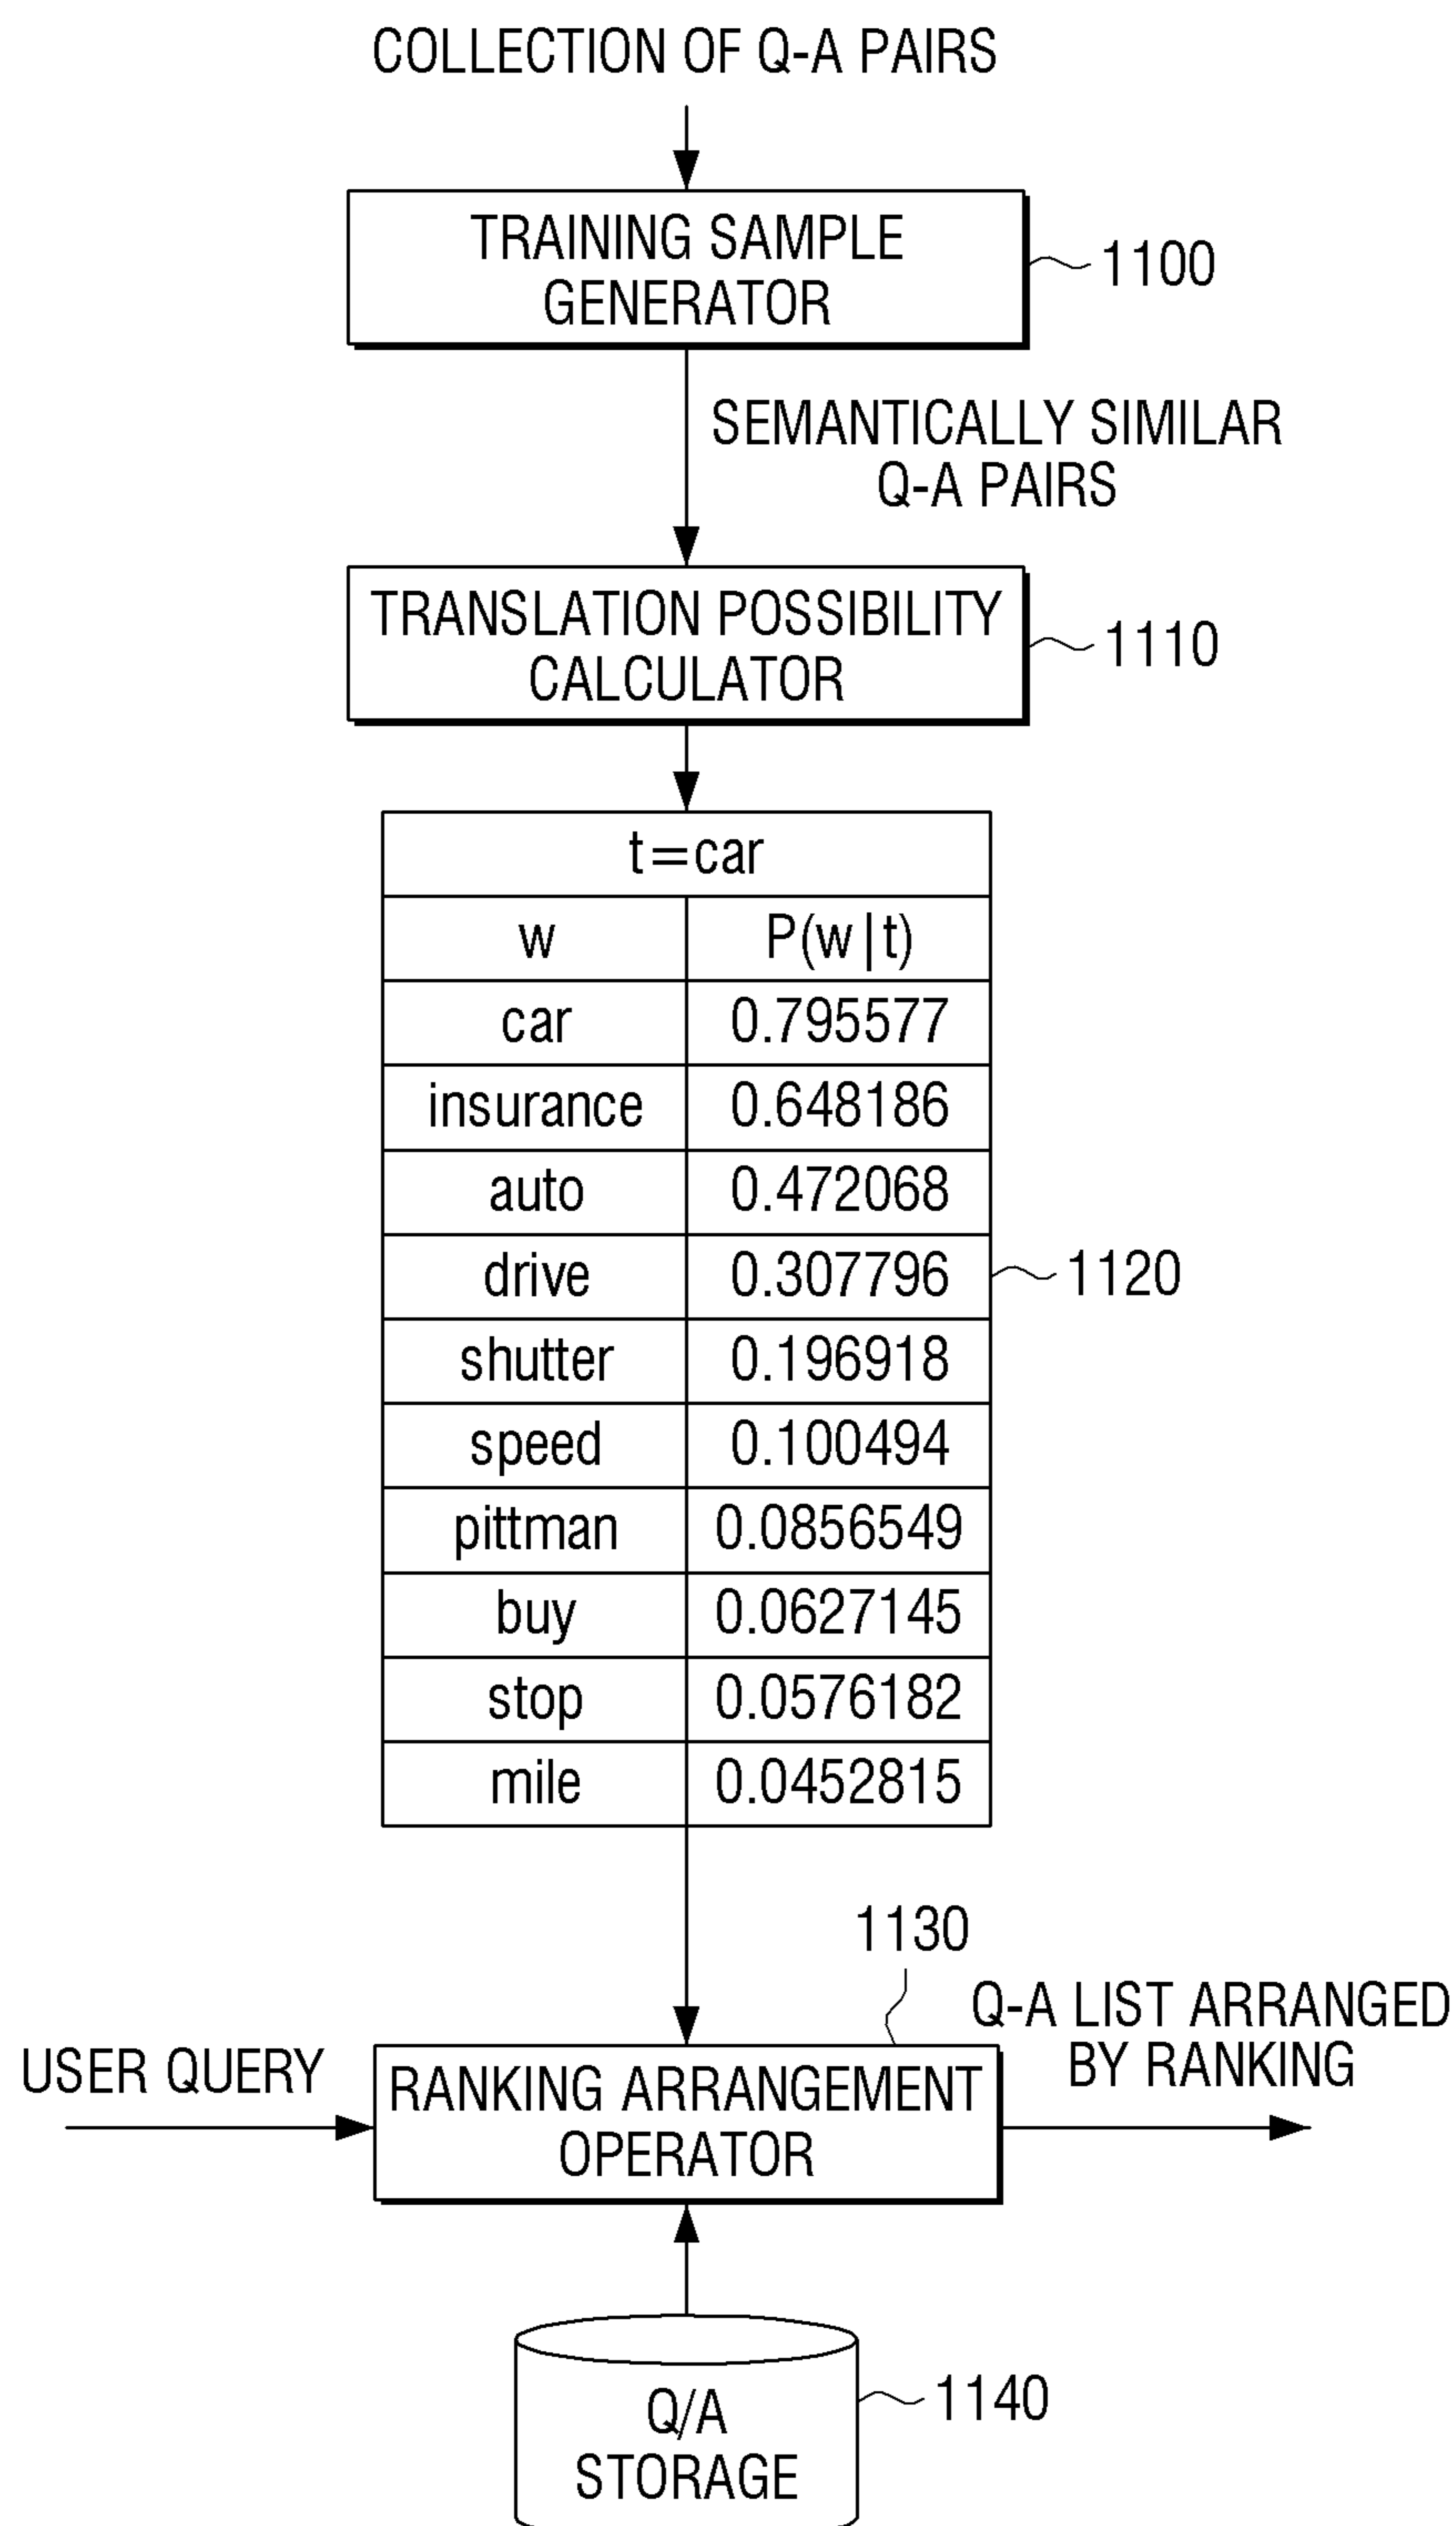 COLLECTION OF Q-A PAIRS
TRAINING SAMPLE
GENERATOR
1100
SEMANTICALLY SIMILAR
Q-A PAIRS
TRANSLATION POSSIBILITY
CALCULATOR
1110
t=car
w P(w|t)
car 0.795577
insurance 0.648186
auto 0.472068
drive 0.307796
1120
shutter 0.196918
speed 0.100494
pittman 0.0856549
buy 0.0627145
stop 0.0576182
mile 0.0452815
1130
Q-A LIST ARRANGED
BY RANKING
USER QUERY
RANKING ARRANGEMENT
OPERATOR
Q/A
STORAGE
1140